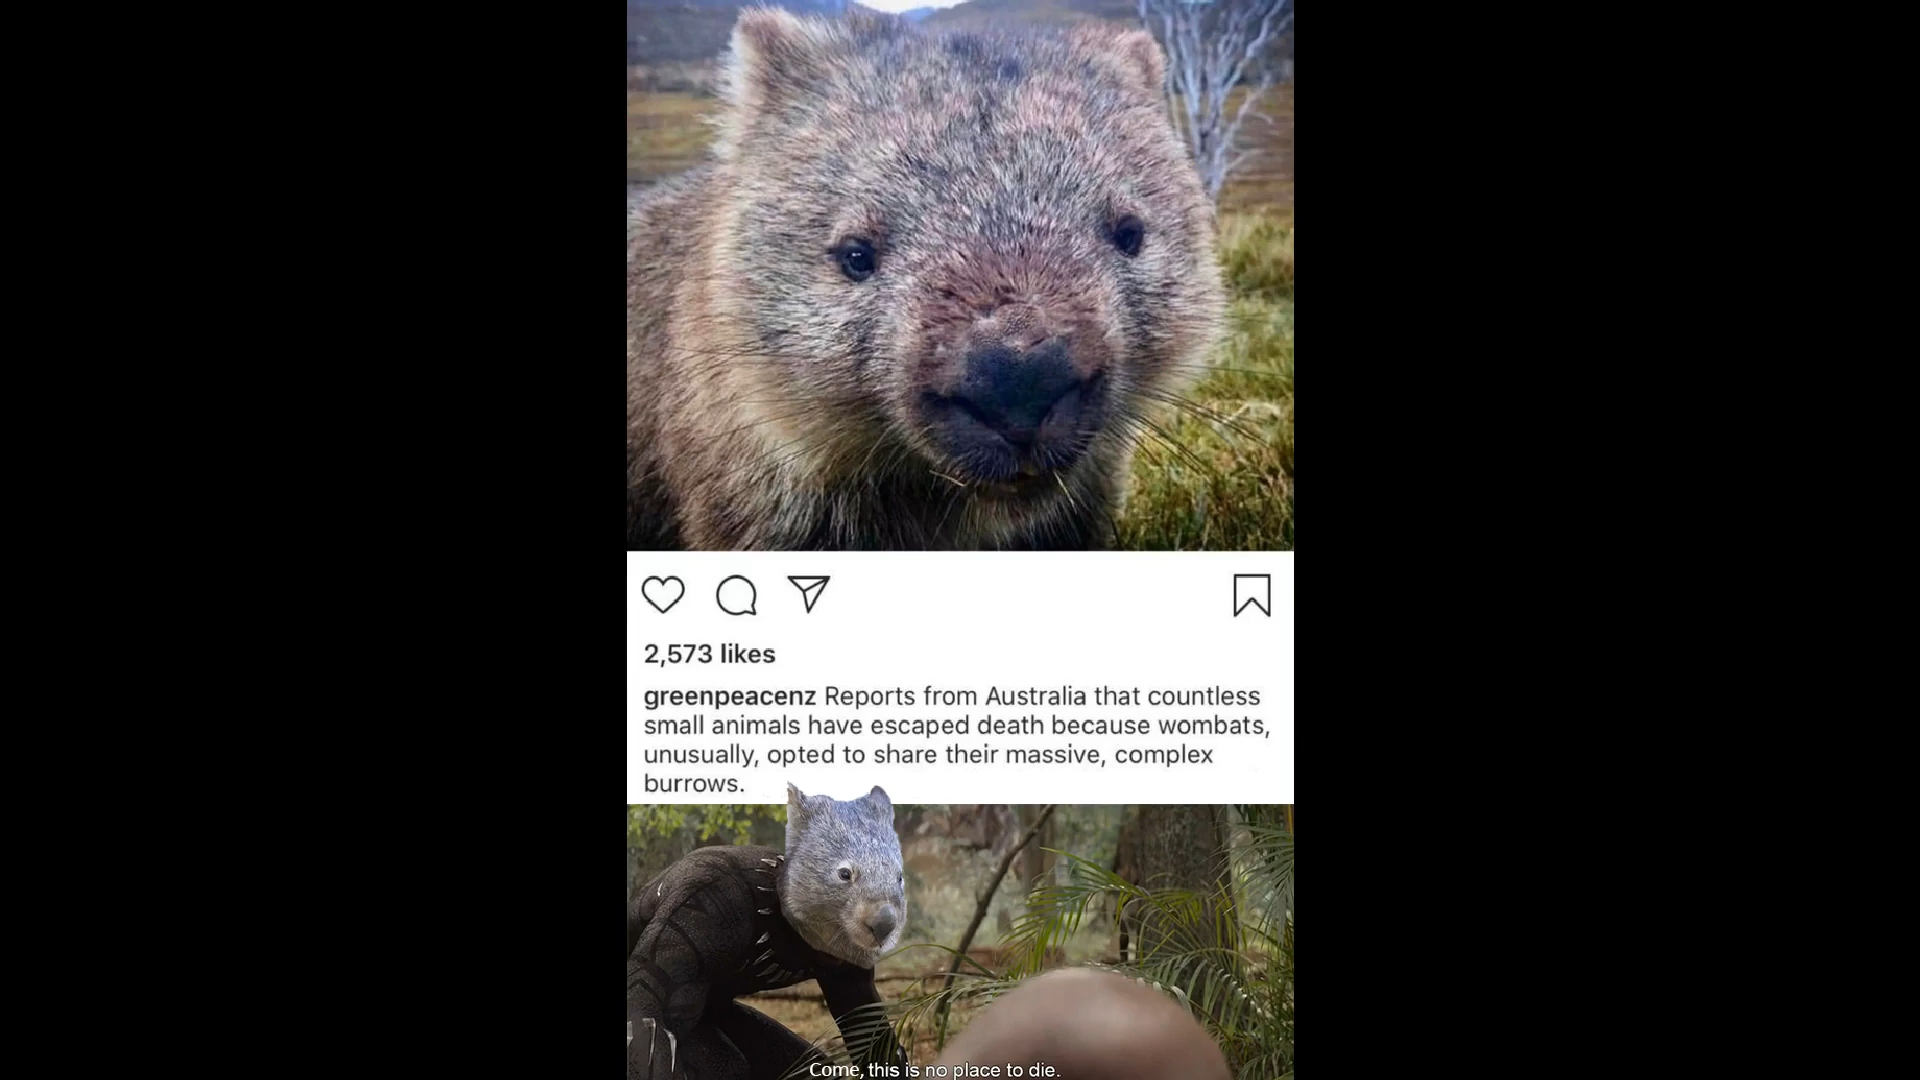 2,573 likes
greenpeacenz Reports from Australia that countless
small animals have escaped death because wombats,
unusually, opted to share their massive, complex
burrows.
Come, this is no place to die.